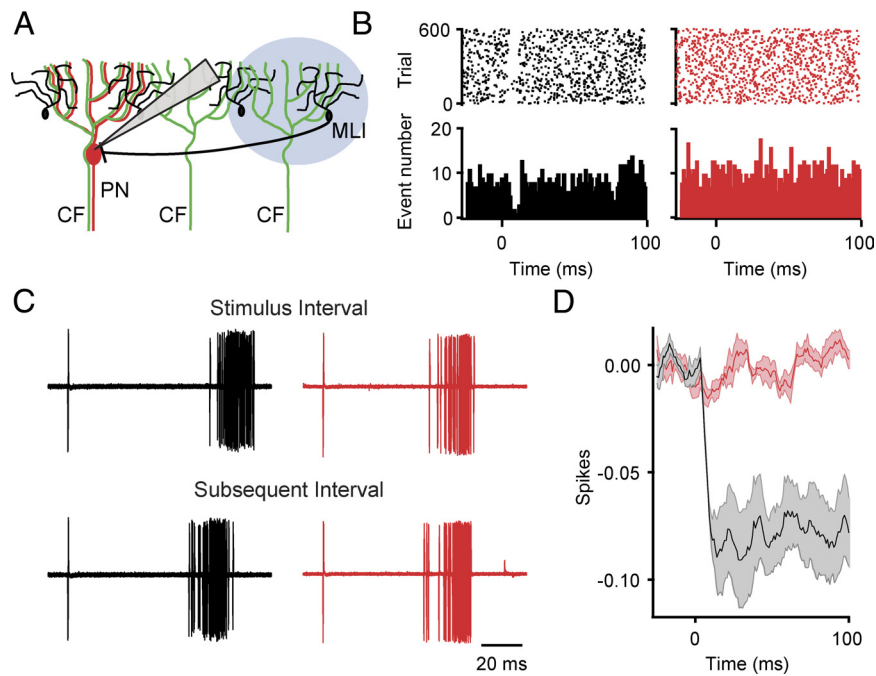 A
CF
PN
CF
CF
MLI
B
600
Trial
0
20
Event number
10
0
0
100
Time (ms)
0
100
Time (ms)
C
Stimulus Interval
Subsequent Interval
20 ms
D
0.00
Spikes
-0.05
-0.10
0
100
Time (ms)